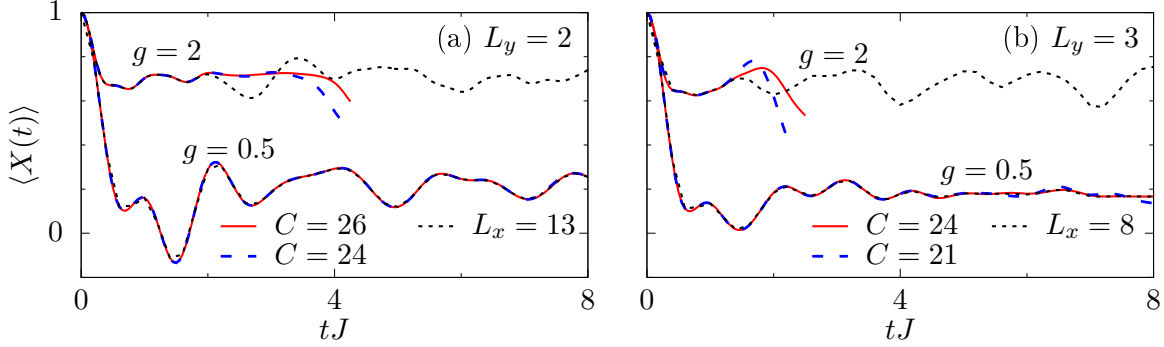 ⟨X(t)⟩
1
0
(a) L_y = 2
g = 2
g = 0.5
C = 26
C = 24
L_x = 13
0
4
8
tJ
(b) L_y = 3
g = 2
g = 0.5
C = 24
C = 21
L_x = 8
0
4
8
tJ